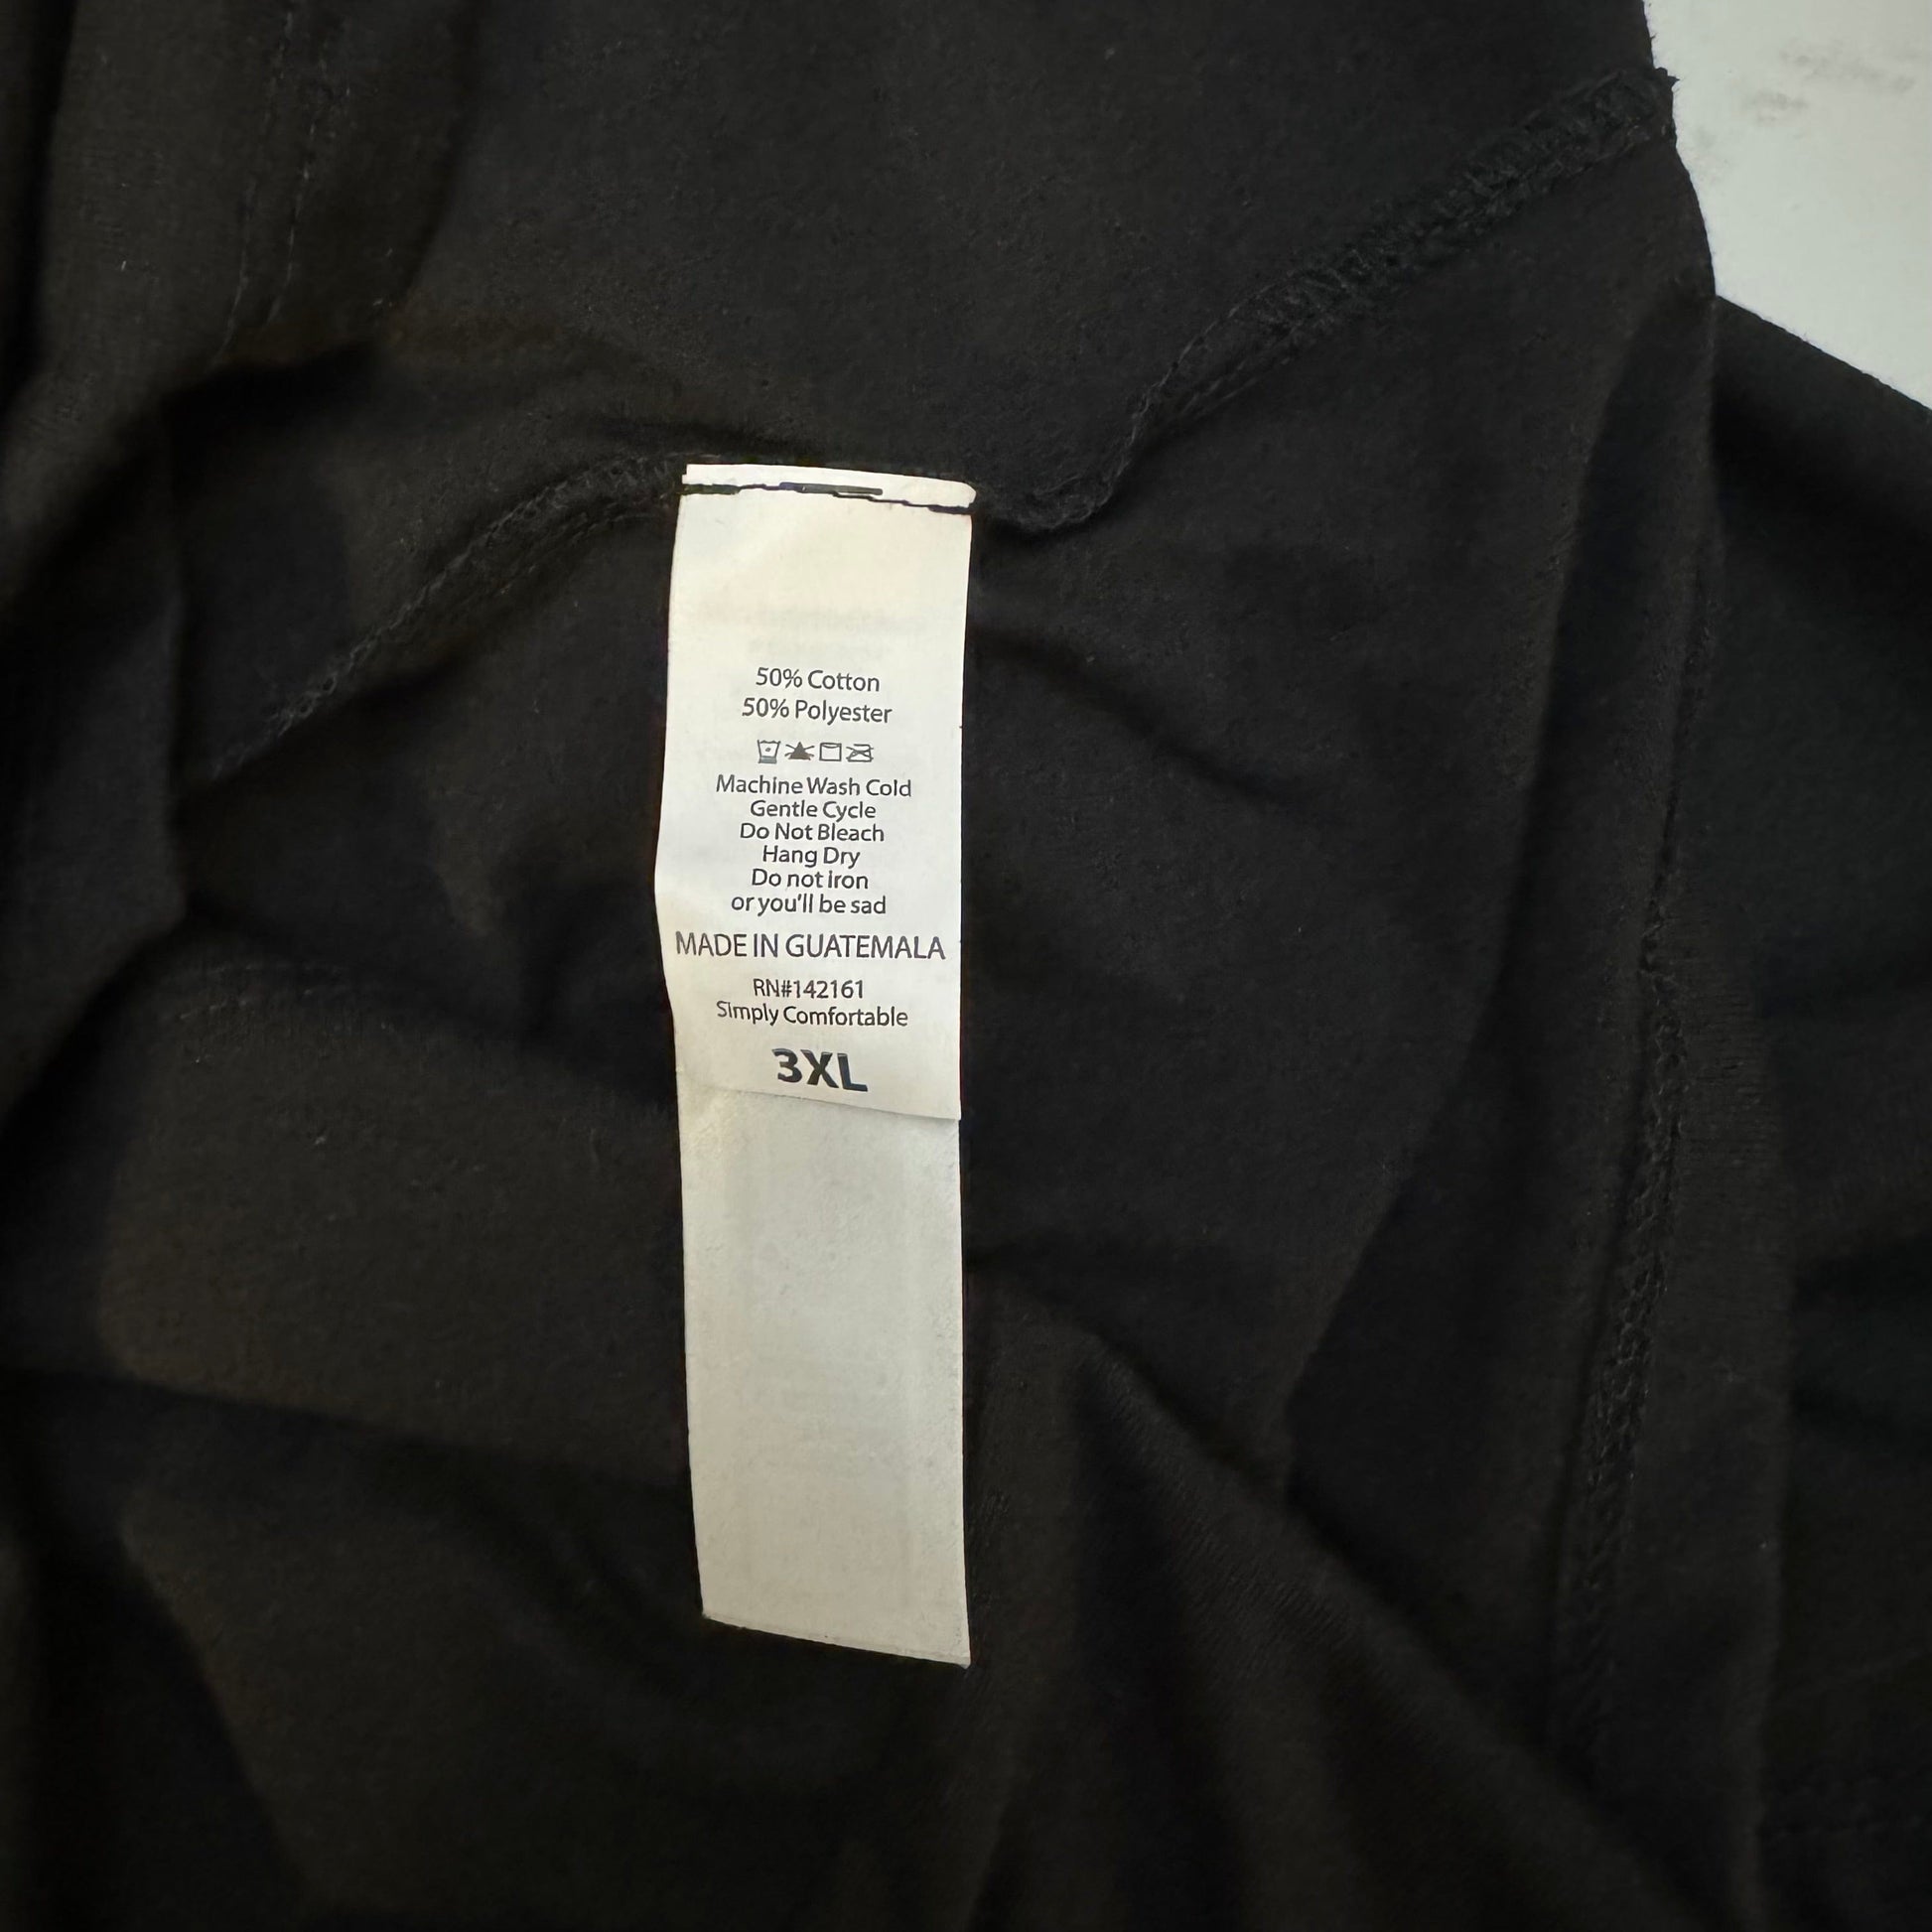 50% Cotton
50% Polyester
Machine Wash Cold
Gentle Cycle
Do Not Bleach
Hang Dry
Do not iron
or you'll be sad
MADE IN GUATEMALA
RN#142161
Simply Comfortable
3XL